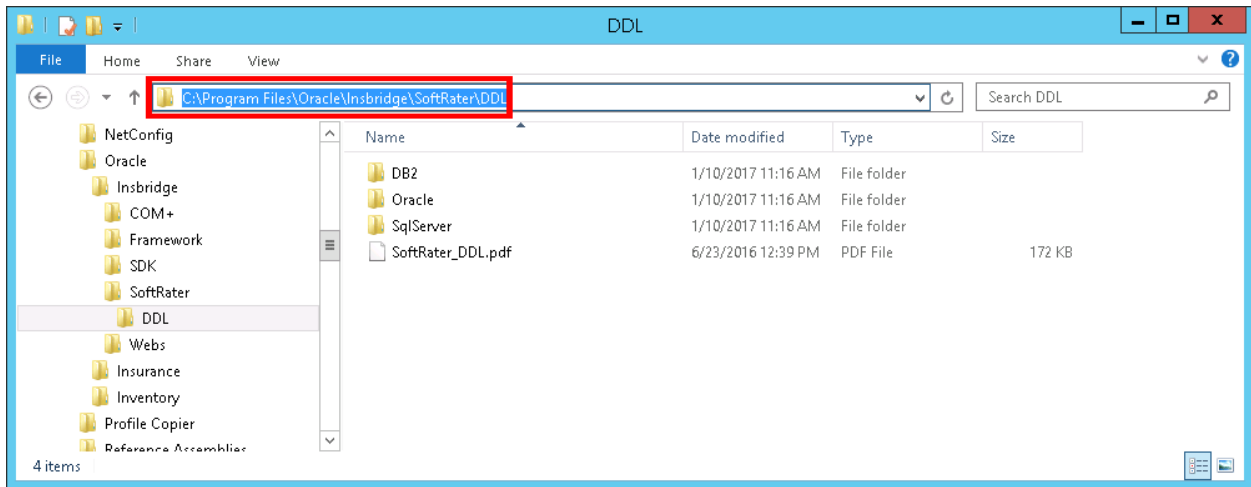 DDL
File Home Share View
C:\Program Files\Oracle\Insbridge\SoftRater\DDL
Search DDL
NetConfig
Oracle
Insbridge
COM+
Framework
SDK
SoftRater
DDL
Webs
Insurance
Inventory
Profile Copier
Reference Assemblies
Name Date modified Type Size
DB2 1/10/2017 11:16 AM File folder
Oracle 1/10/2017 11:16 AM File folder
SqlServer 1/10/2017 11:16 AM File folder
SoftRater_DDL.pdf 6/23/2016 12:39 PM PDF File 172 KB
4 items